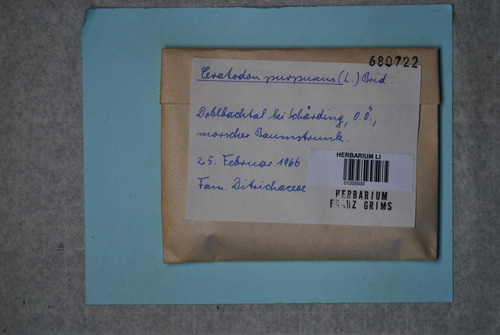 680722
Ceratodon purpureus (L.) Brid.
Doblbachtal bei Schärding, O.Ö.,
morscher Baumstrunk
25. Februar 1966
Fam. Ditrichaceae
HERBARIUM LI
HERBARIUM
FRANZ GRIMS